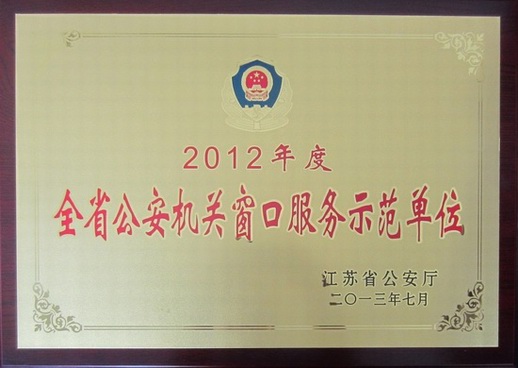 2012年度
全省公安机关窗口服务示范单位
江苏省公安厅
二〇一三年七月